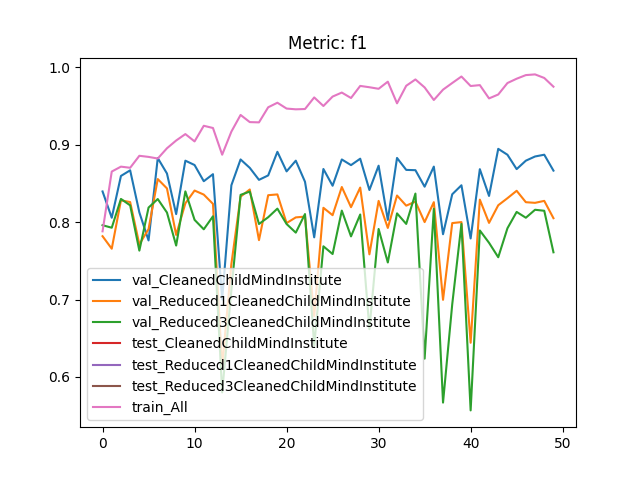 Metric: f1
1.0
0.9
0.8
0.7
0.6
val_CleanedChildMindInstitute
val_Reduced1CleanedChildMindInstitute
val_Reduced3CleanedChildMindInstitute
test_CleanedChildMindInstitute
test_Reduced1CleanedChildMindInstitute
test_Reduced3CleanedChildMindInstitute
train_All
0 10 20 30 40 50